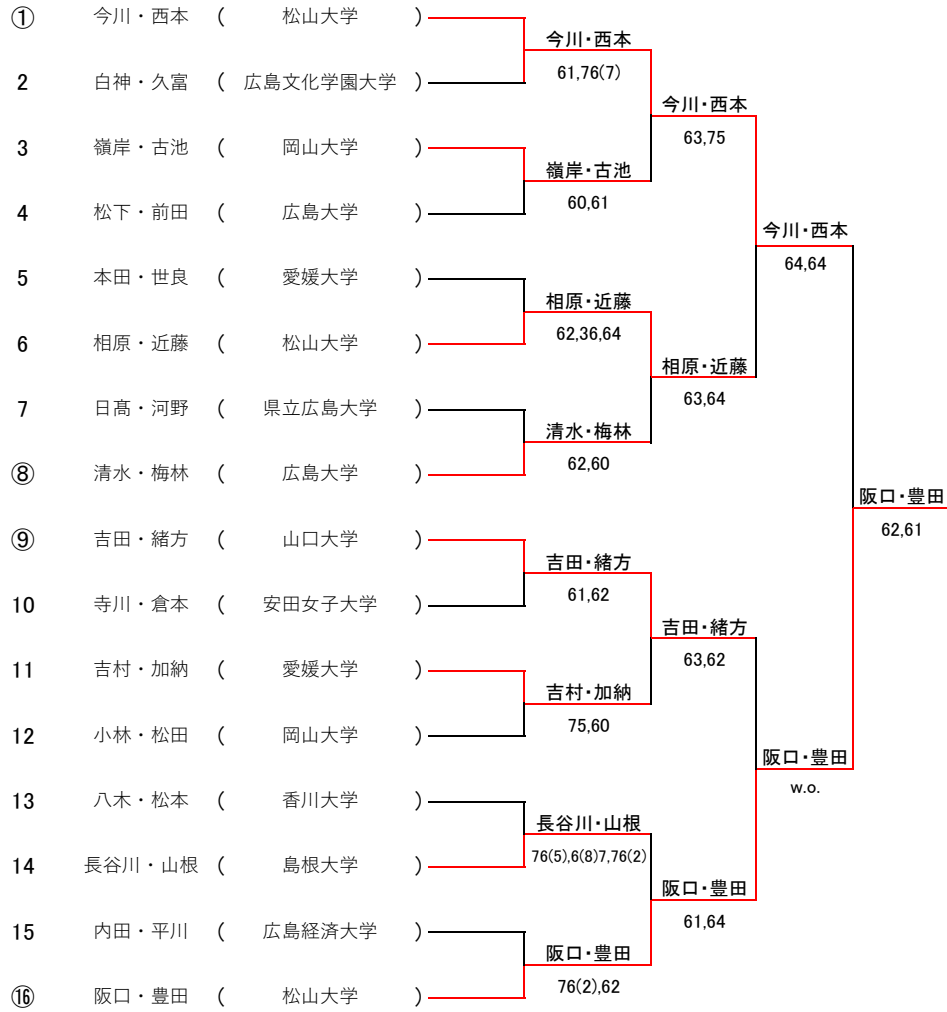 ① 今川・西本 ( 松山大学 )
今川・西本
61,76(7)
2 白神・久富 ( 広島文化学園大学 )
今川・西本
63,75
3 嶺岸・古池 ( 岡山大学 )
嶺岸・古池
60,61
4 松下・前田 ( 広島大学 )
今川・西本
64,64
5 本田・世良 ( 愛媛大学 )
相原・近藤
62,36,64
6 相原・近藤 ( 松山大学 )
相原・近藤
63,64
7 日髙・河野 ( 県立広島大学 )
清水・梅林
62,60
⑧ 清水・梅林 ( 広島大学 )
阪口・豊田
62,61
⑨ 吉田・緒方 ( 山口大学 )
吉田・緒方
61,62
10 寺川・倉本 ( 安田女子大学 )
吉田・緒方
63,62
11 吉村・加納 ( 愛媛大学 )
吉村・加納
75,60
12 小林・松田 ( 岡山大学 )
阪口・豊田
w.o.
13 八木・松本 ( 香川大学 )
長谷川・山根
76(5),6(8)7,76(2)
14 長谷川・山根 ( 島根大学 )
阪口・豊田
61,64
15 内田・平川 ( 広島経済大学 )
阪口・豊田
76(2),62
⑯ 阪口・豊田 ( 松山大学 )